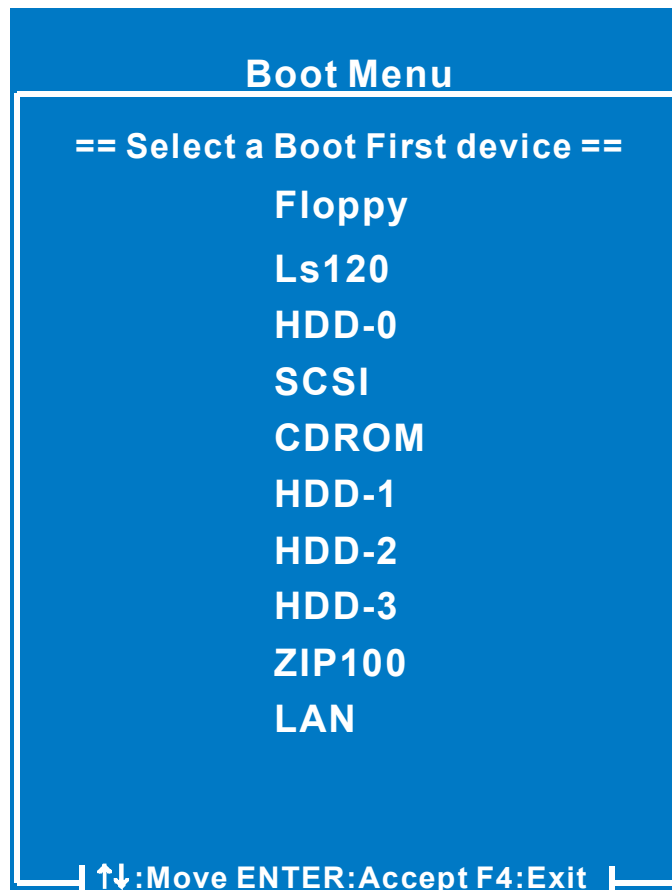 Boot Menu
== Select a Boot First device ==
Floppy
Ls120
HDD-0
SCSI
CDROM
HDD-1
HDD-2
HDD-3
ZIP100
LAN
↑↓:Move ENTER:Accept F4:Exit